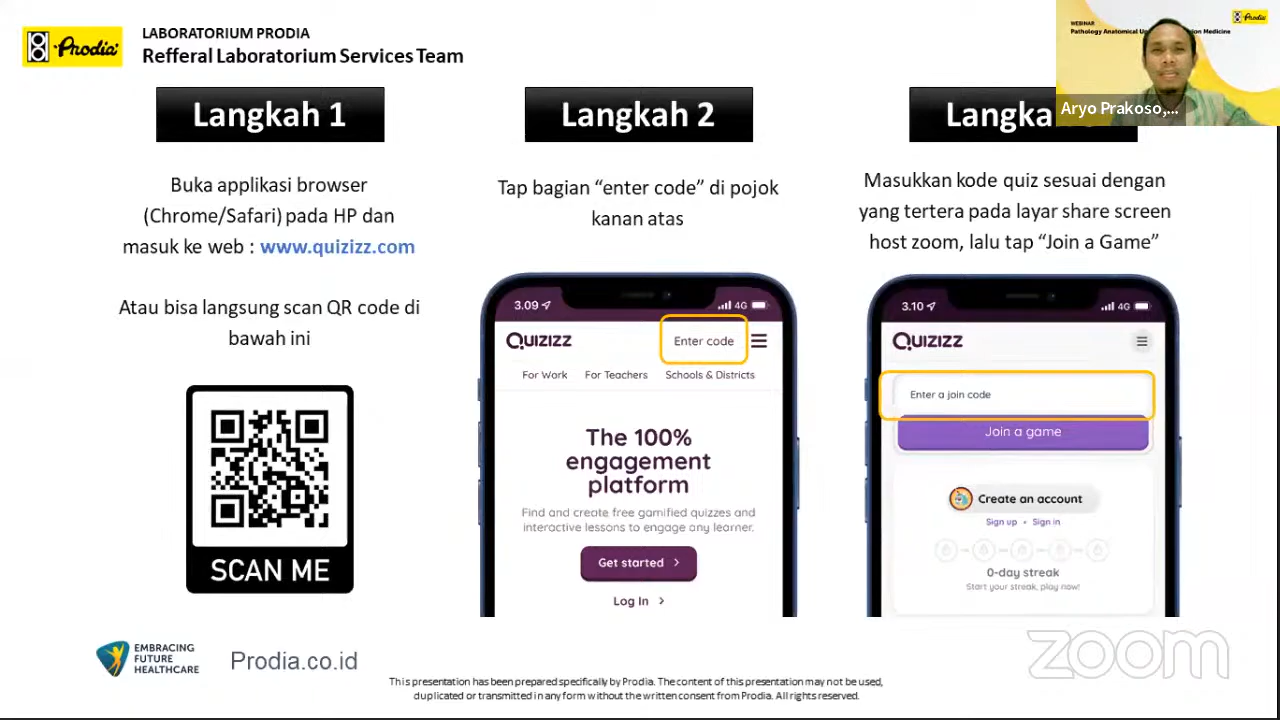 Prodia
LABORATORIUM PRODIA
Refferal Laboratorium Services Team
WEBINAR
Prodia
Pathology Anatomical
Medicine
Aryo Prakoso,...
Langkah 1
Buka applikasi browser
(Chrome/Safari) pada HP dan
masuk ke web : www.quizizz.com
Atau bisa langsung scan QR code di
bawah ini
SCAN ME
Langkah 2
Tap bagian “enter code” di pojok
kanan atas
3.09
4G
Quizizz
Enter code
For Work
For Teachers
Schools & Districts
The 100%
engagement
platform
Find and create free gamified quizzes and
interactive lessons to engage any learner.
Get started
Log In
Masukkan kode quiz sesuai dengan
yang tertera pada layar share screen
host zoom, lalu tap “Join a Game”
3.10
4G
Quizizz
Enter a join code
Join a game
Create an account
Sign up • Sign in
0-day streak
Start your streak, play now!
EMBRACING
FUTURE
HEALTHCARE
Prodia.co.id
This presentation has been prepared specifically by Prodia. The content of this presentation may not be used,
duplicated or transmitted in any form without the written consent from Prodia. All rights reserved.
zoom